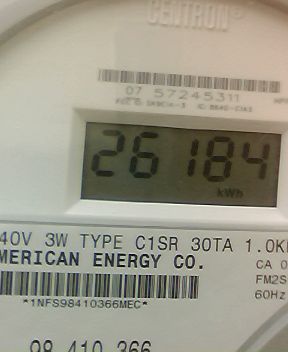 CENTRON®
07 57245311
26184
kWh
40V 3W TYPE C1SR 30TA 1.0K
MERICAN ENERGY CO.
CA 0
FM2S
*1NFS98410366MEC*
60Hz
98 410 366